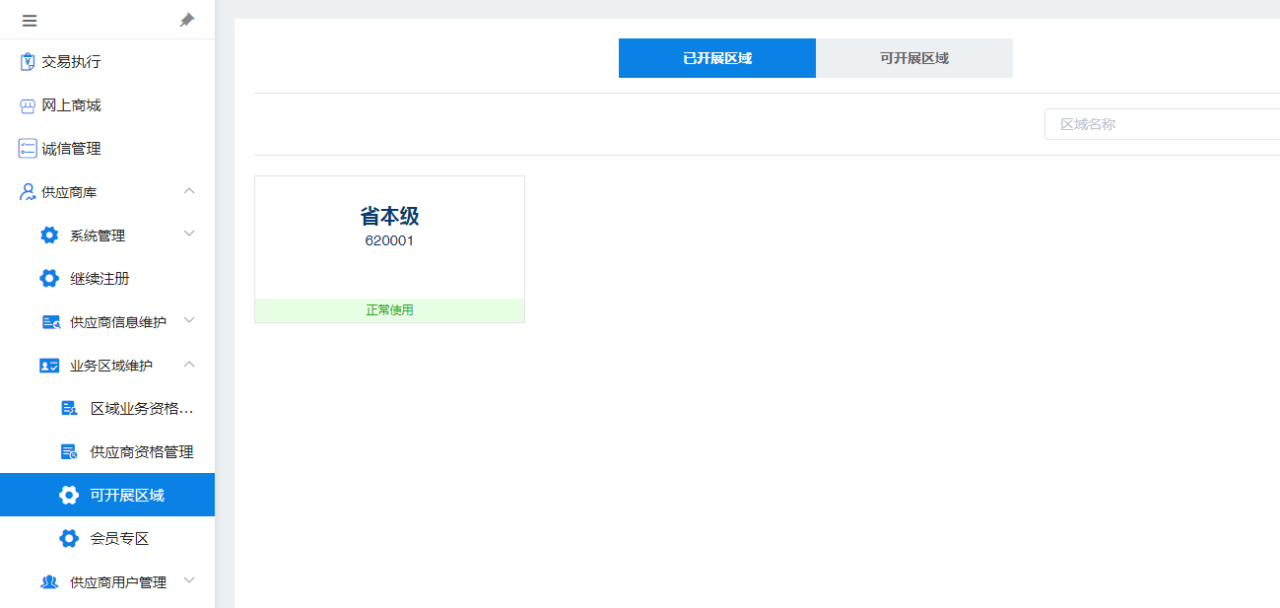 交易执行
网上商城
诚信管理
供应商库
系统管理
继续注册
供应商信息维护
业务区域维护
区域业务资格...
供应商资格管理
可开展区域
会员专区
供应商用户管理
已开展区域
可开展区域
区域名称
省本级
620001
正常使用